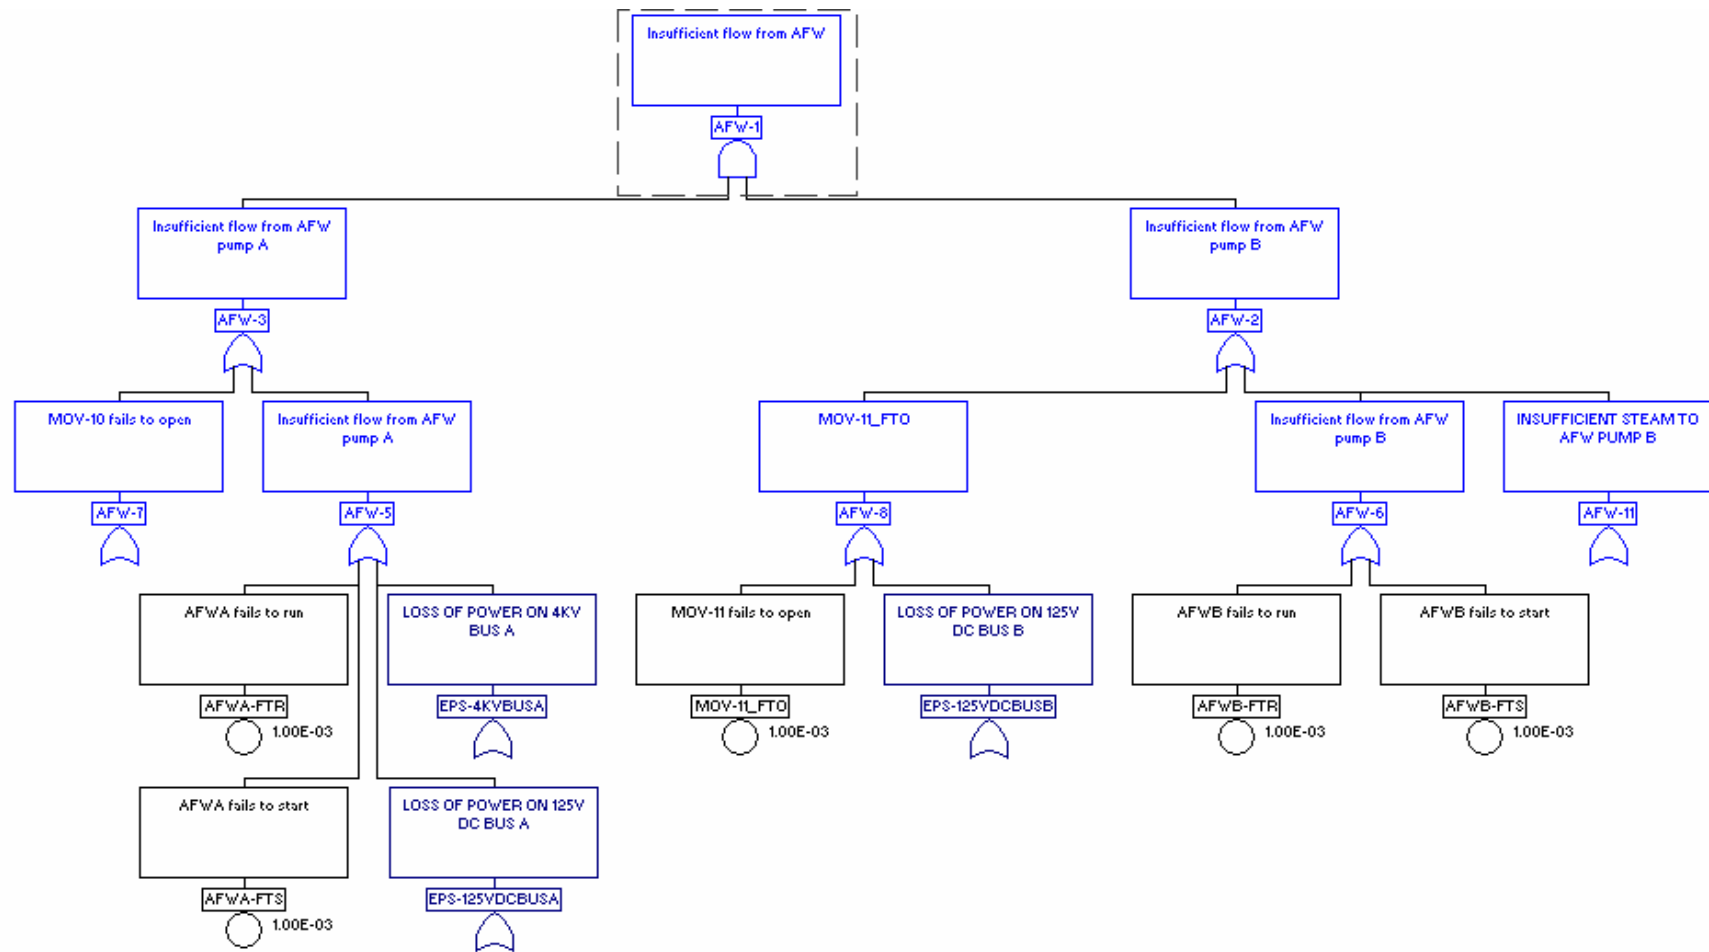 Insufficient flow from AFW
AFW-1
Insufficient flow from AFW
pump A
AFW-3
Insufficient flow from AFW
pump B
AFW-2
MOV-10 fails to open
AFW-7
Insufficient flow from AFW
pump A
AFW-5
MOV-11_FTO
AFW-8
Insufficient flow from AFW
pump B
AFW-6
INSUFFICIENT STEAM TO
AFW PUMP B
AFW-11
AFWA fails to run
AFWA-FTR
1.00E-03
LOSS OF POWER ON 4KV
BUS A
EPS-4KVBUSA
MOV-11 fails to open
MOV-11_FTO
1.00E-03
LOSS OF POWER ON 125V
DC BUS B
EPS-125VDCBUSB
AFWB fails to run
AFWB-FTR
1.00E-03
AFWB fails to start
AFWB-FTS
1.00E-03
AFWA fails to start
AFWA-FTS
1.00E-03
LOSS OF POWER ON 125V
DC BUS A
EPS-125VDCBUSA